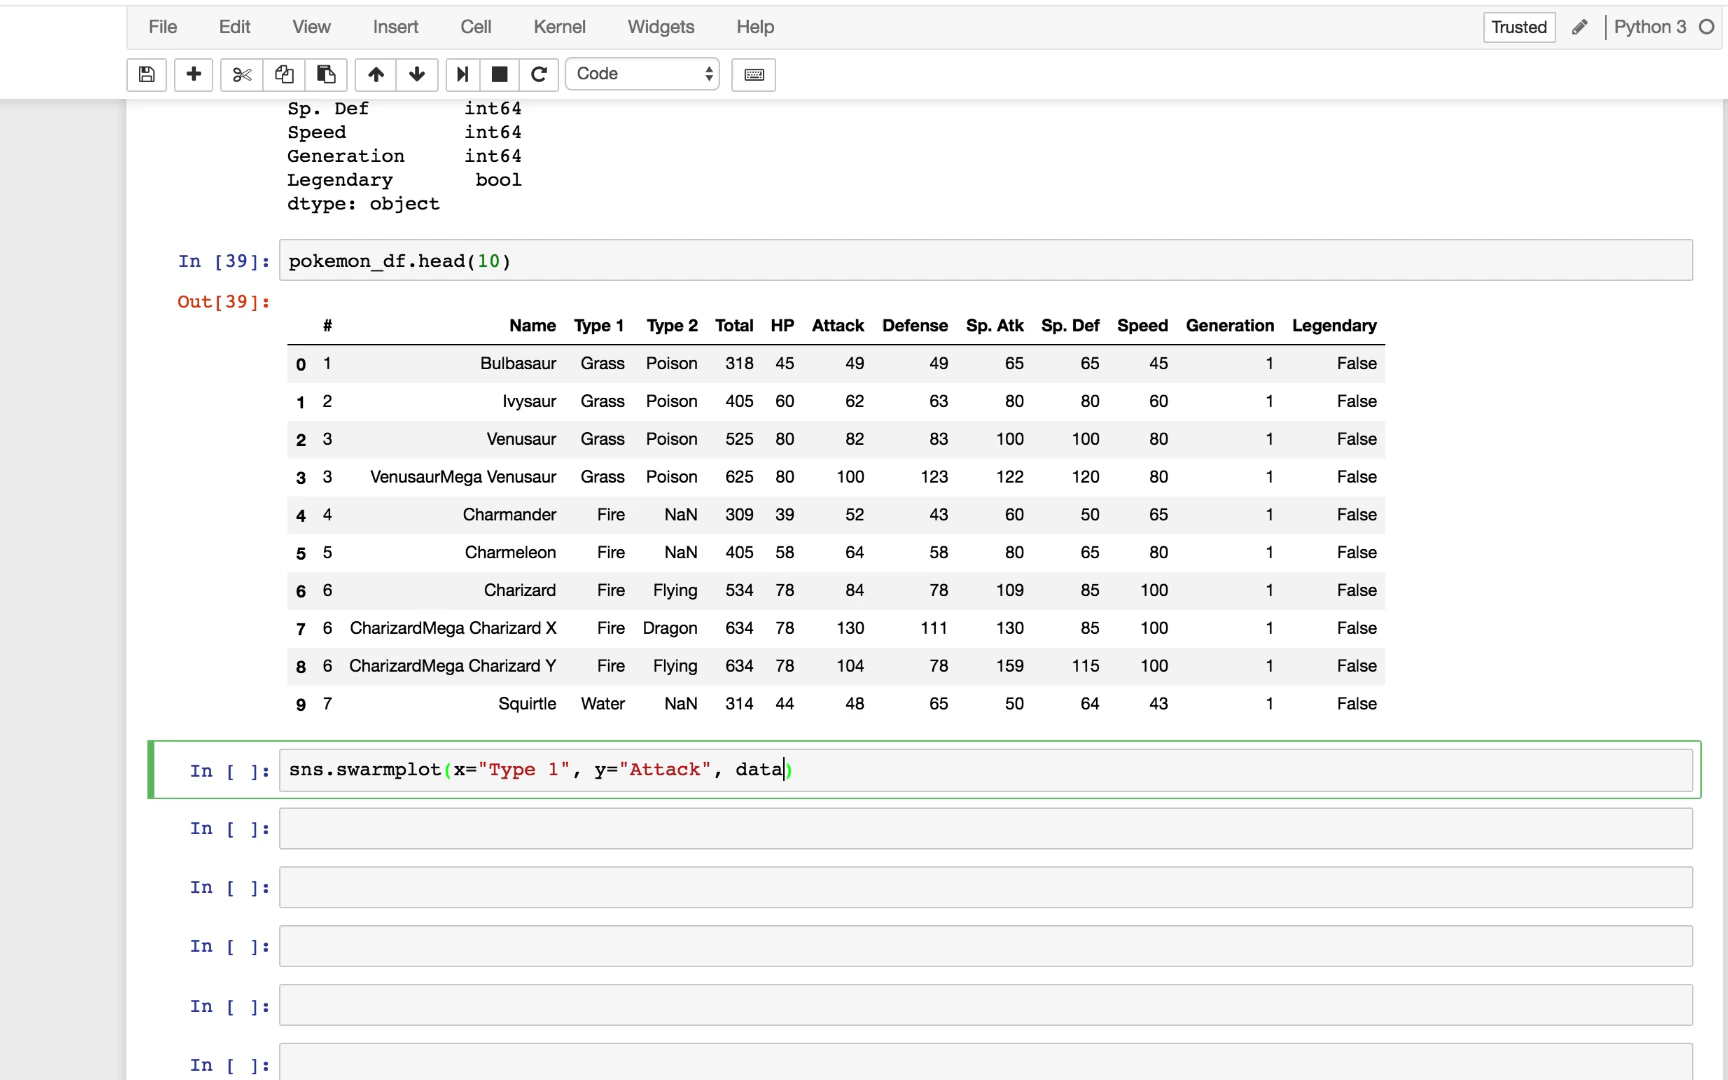 File Edit View Insert Cell Kernel Widgets Help Trusted Python 3
Code
Sp. Def int64
Speed int64
Generation int64
Legendary bool
dtype: object
In [39]: pokemon_df.head(10)
Out[39]:
# Name Type 1 Type 2 Total HP Attack Defense Sp. Atk Sp. Def Speed Generation Legendary
0 1 Bulbasaur Grass Poison 318 45 49 49 65 65 45 1 False
1 2 Ivysaur Grass Poison 405 60 62 63 80 80 60 1 False
2 3 Venusaur Grass Poison 525 80 82 83 100 100 80 1 False
3 3 VenusaurMega Venusaur Grass Poison 625 80 100 123 122 120 80 1 False
4 4 Charmander Fire NaN 309 39 52 43 60 50 65 1 False
5 5 Charmeleon Fire NaN 405 58 64 58 80 65 80 1 False
6 6 Charizard Fire Flying 534 78 84 78 109 85 100 1 False
7 6 CharizardMega Charizard X Fire Dragon 634 78 130 111 130 85 100 1 False
8 6 CharizardMega Charizard Y Fire Flying 634 78 104 78 159 115 100 1 False
9 7 Squirtle Water NaN 314 44 48 65 50 64 43 1 False
In [ ]: sns.swarmplot(x="Type 1", y="Attack", data)
In [ ]:
In [ ]:
In [ ]:
In [ ]:
In [ ]: